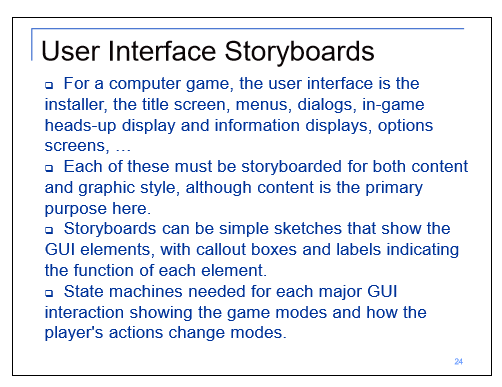 User Interface Storyboards
❑ For a computer game, the user interface is the
installer, the title screen, menus, dialogs, in-game
heads-up display and information displays, options
screens, …
❑ Each of these must be storyboarded for both content
and graphic style, although content is the primary
purpose here.
❑ Storyboards can be simple sketches that show the
GUI elements, with callout boxes and labels indicating
the function of each element.
❑ State machines needed for each major GUI
interaction showing the game modes and how the
player's actions change modes.
24